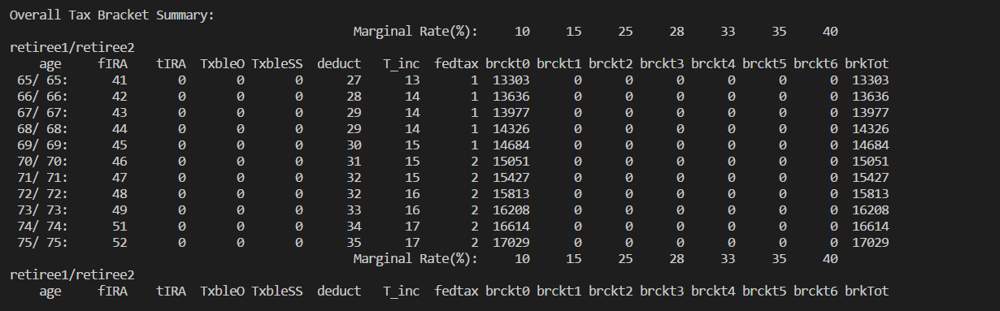 Overall Tax Bracket Summary:
                                            Marginal Rate(%):     10     15     25     28     33     35     40
retiree1/retiree2
    age     fIRA    tIRA  TxbleO TxbleSS  deduct   T_inc  fedtax brckt0 brckt1 brckt2 brckt3 brckt4 brckt5 brckt6 brkTot
 65/ 65:      41       0       0       0      27      13       1  13303      0      0      0      0      0      0  13303
 66/ 66:      42       0       0       0      28      14       1  13636      0      0      0      0      0      0  13636
 67/ 67:      43       0       0       0      29      14       1  13977      0      0      0      0      0      0  13977
 68/ 68:      44       0       0       0      29      14       1  14326      0      0      0      0      0      0  14326
 69/ 69:      45       0       0       0      30      15       1  14684      0      0      0      0      0      0  14684
 70/ 70:      46       0       0       0      31      15       2  15051      0      0      0      0      0      0  15051
 71/ 71:      47       0       0       0      32      15       2  15427      0      0      0      0      0      0  15427
 72/ 72:      48       0       0       0      32      16       2  15813      0      0      0      0      0      0  15813
 73/ 73:      49       0       0       0      33      16       2  16208      0      0      0      0      0      0  16208
 74/ 74:      51       0       0       0      34      17       2  16614      0      0      0      0      0      0  16614
 75/ 75:      52       0       0       0      35      17       2  17029      0      0      0      0      0      0  17029
                                            Marginal Rate(%):     10     15     25     28     33     35     40
retiree1/retiree2
    age     fIRA    tIRA  TxbleO TxbleSS  deduct   T_inc  fedtax brckt0 brckt1 brckt2 brckt3 brckt4 brckt5 brckt6 brkTot